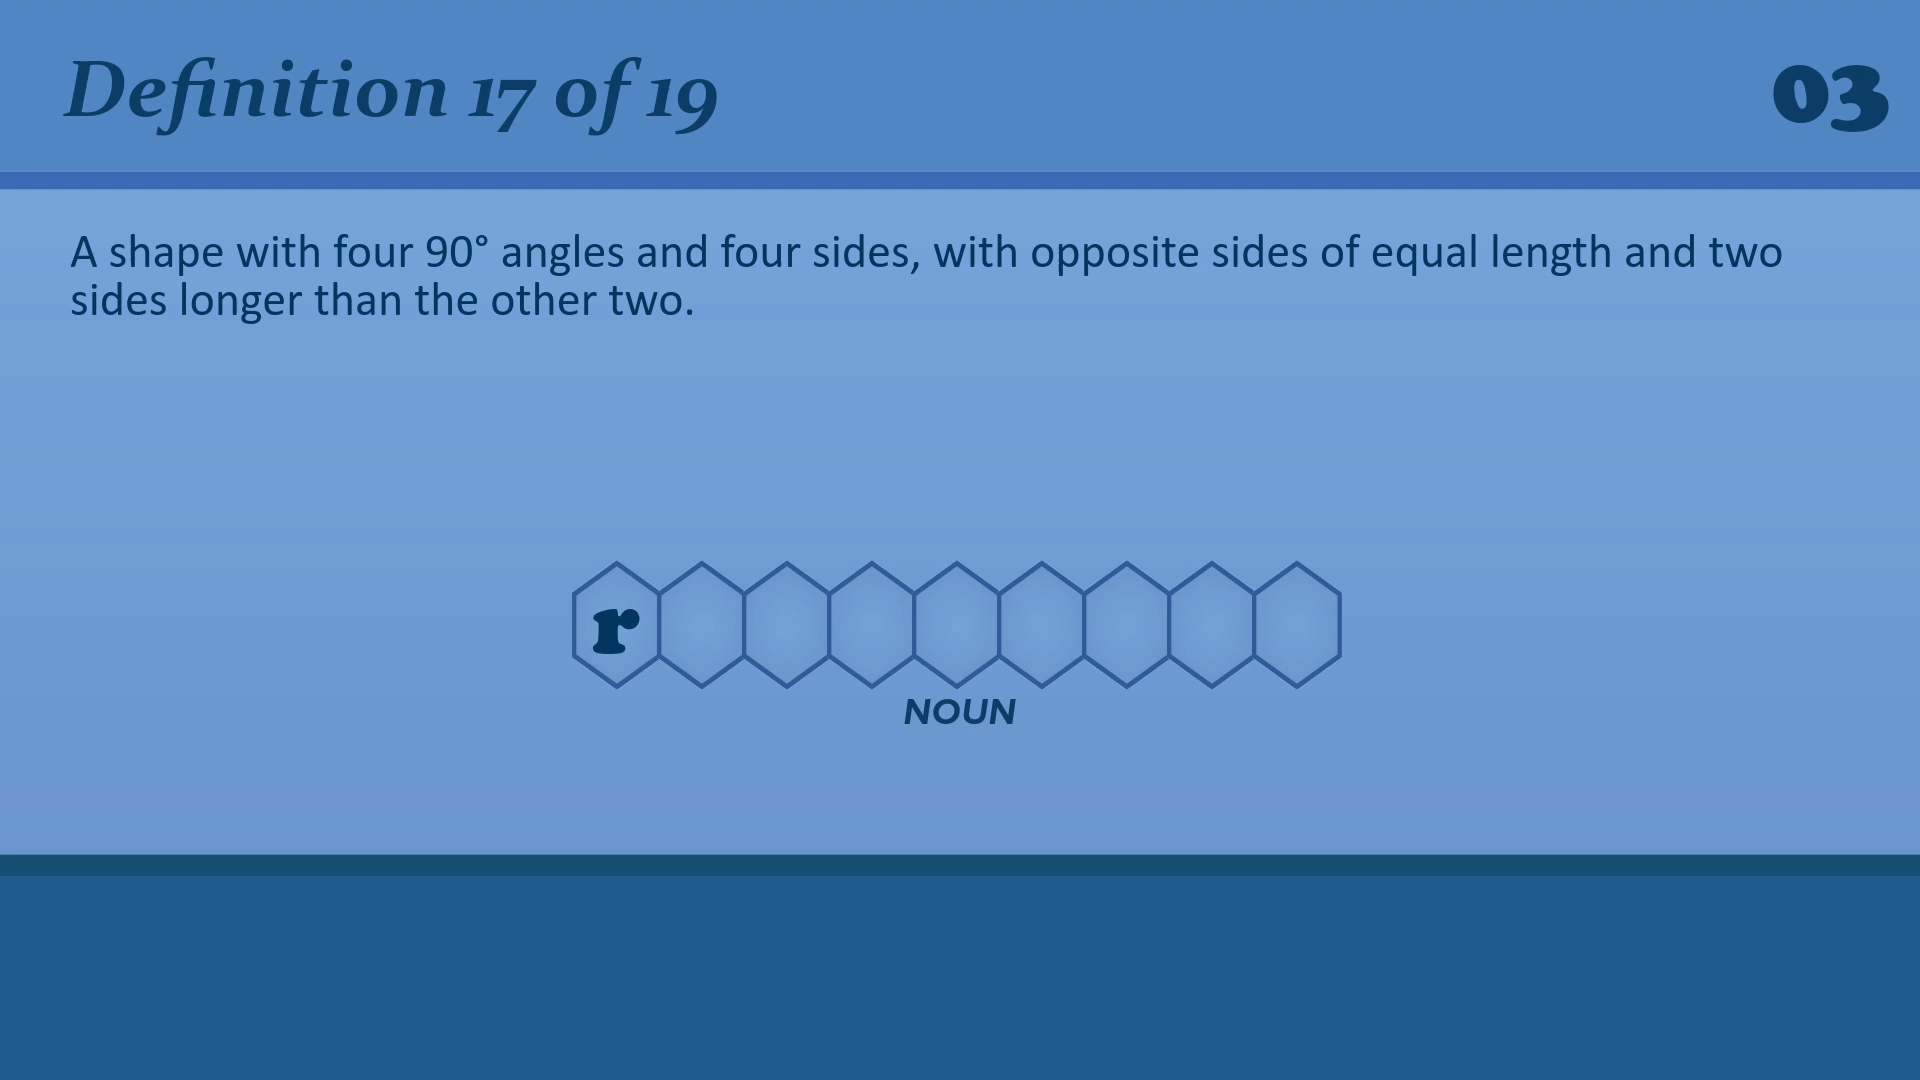 Definition 17 of 19
03
A shape with four 90° angles and four sides, with opposite sides of equal length and two
sides longer than the other two.
r
NOUN